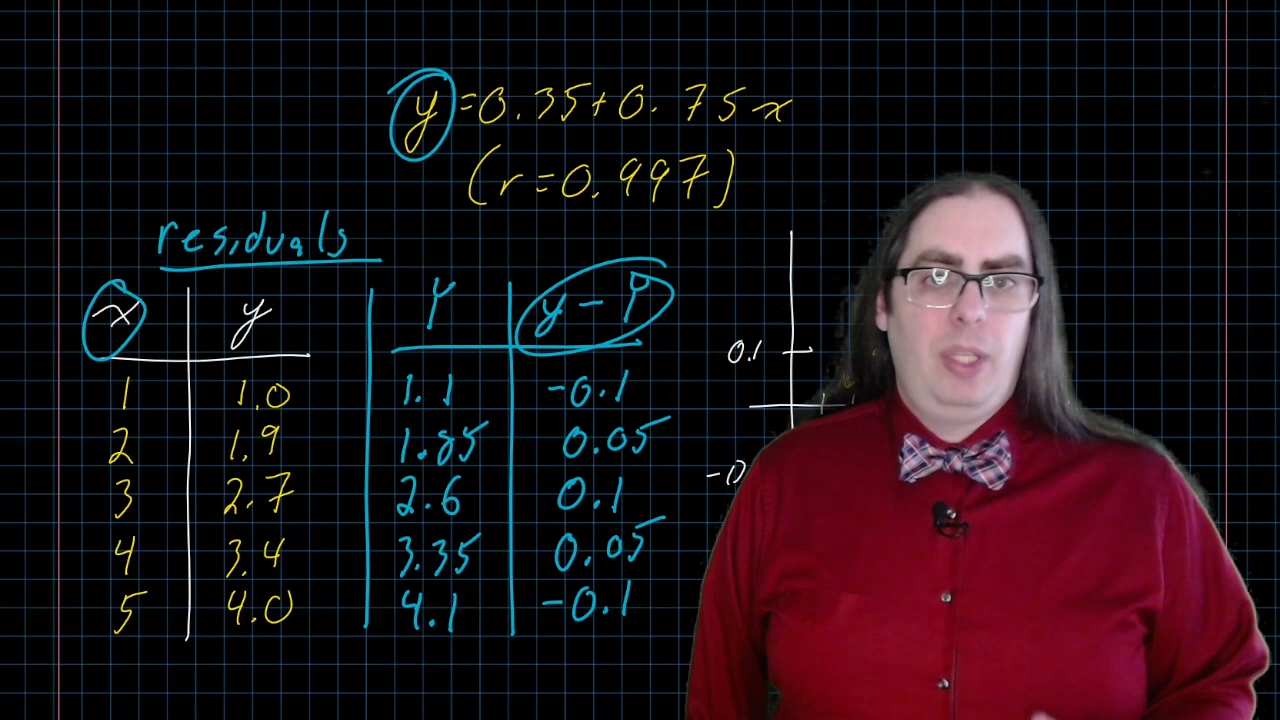 y=0.35+0.75x
(r=0.997)
residuals
x y Y y-Y
1 1.0 1.1 -0.1
2 1.9 1.85 0.05
3 2.7 2.6 0.1
4 3.4 3.35 0.05
5 4.0 4.1 -0.1
0.1